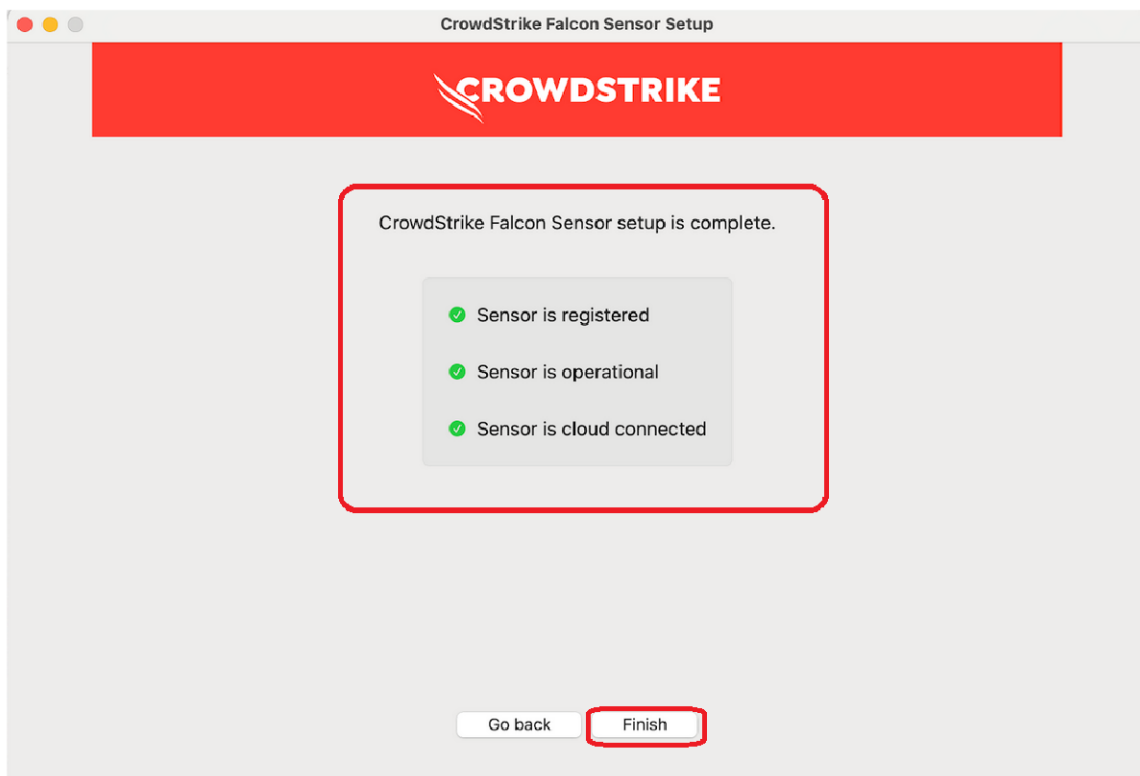 CrowdStrike Falcon Sensor Setup
CROWDSTRIKE
CrowdStrike Falcon Sensor setup is complete.
Sensor is registered
Sensor is operational
Sensor is cloud connected
Go back
Finish